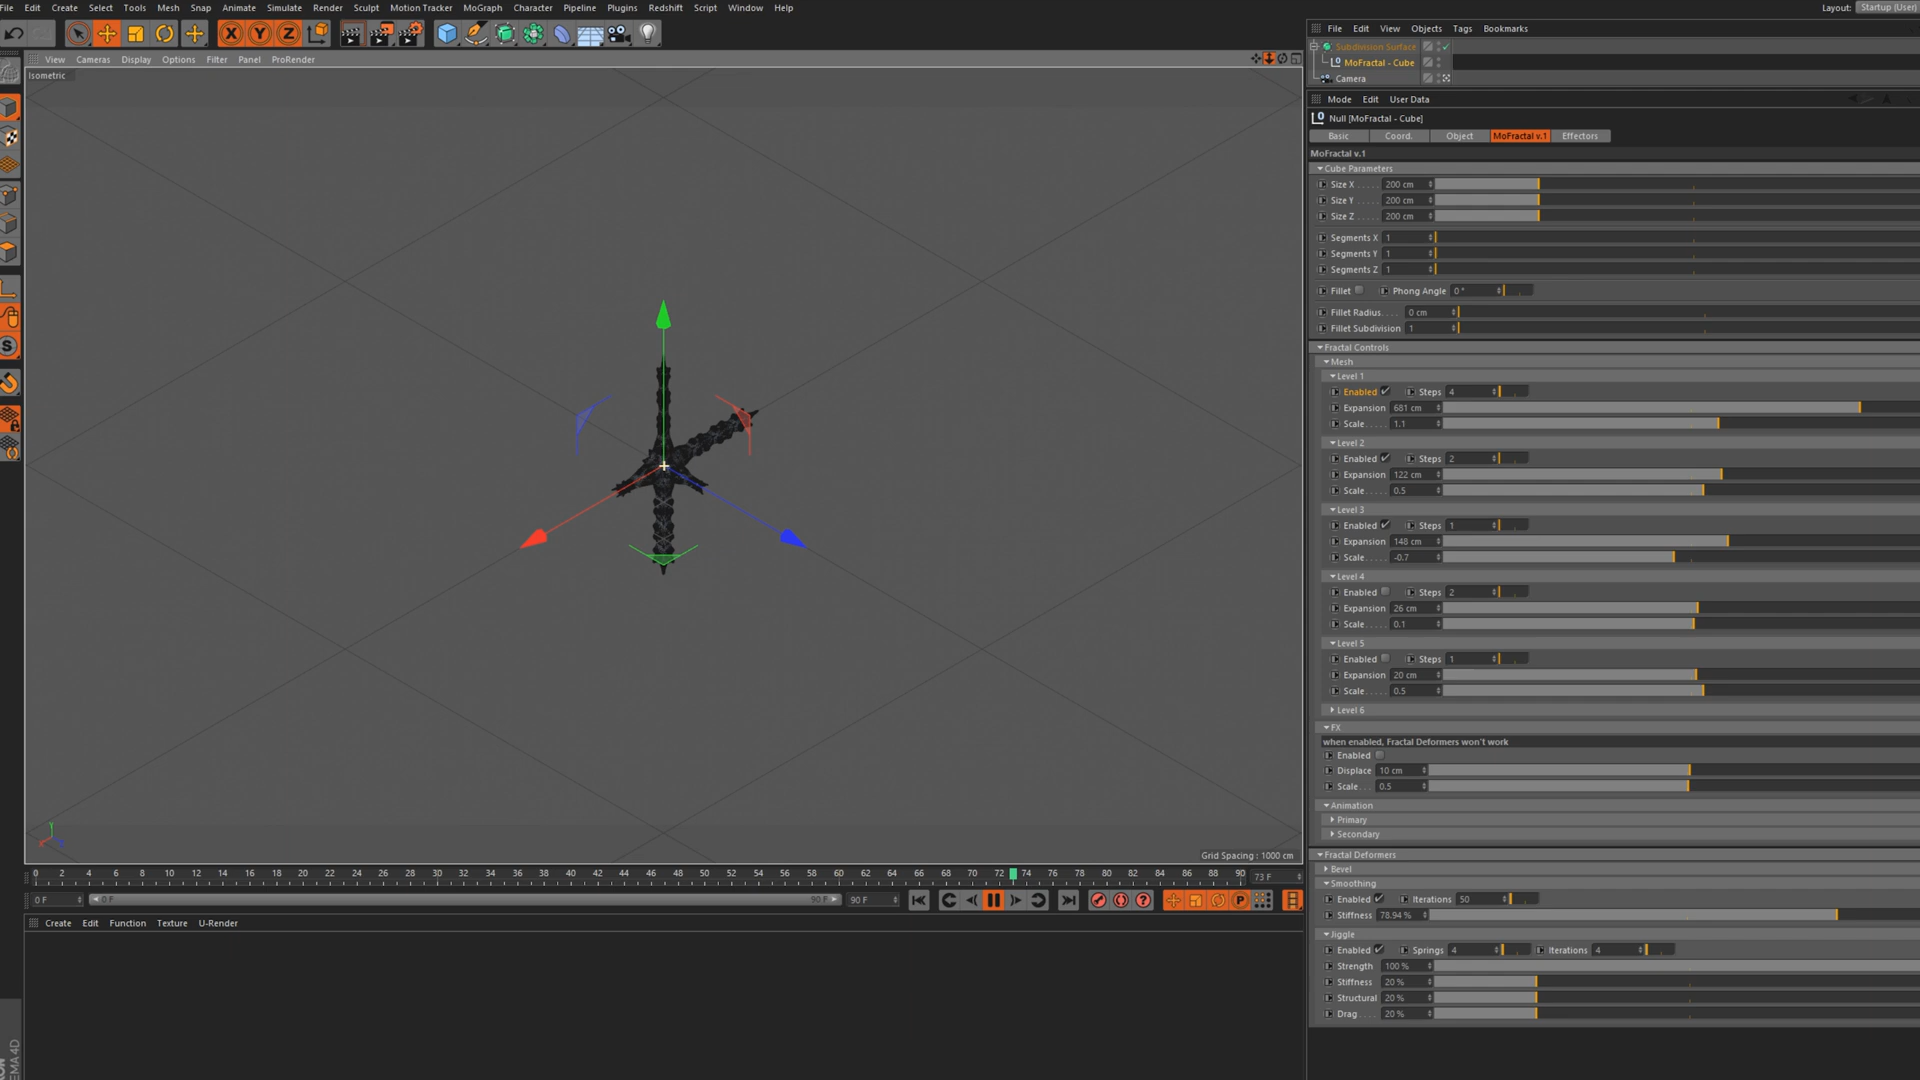 File Edit Create Select Tools Mesh Snap Animate Simulate Render Sculpt Motion Tracker MoGraph Character Pipeline Plugins Redshift Script Window Help
Layout: Startup (User)
X Y Z
File Edit View Objects Tags Bookmarks
Subdivision Surface
MoFractal - Cube
Camera
View Cameras Display Options Filter Panel ProRender
Isometric
Mode Edit User Data
Null [MoFractal - Cube]
Basic Coord. Object MoFractal v.1 Effectors
MoFractal v.1
Cube Parameters
Size X 200 cm
Size Y 200 cm
Size Z 200 cm
Segments X 1
Segments Y 1
Segments Z 1
Fillet Phong Angle 0 °
Fillet Radius 0 cm
Fillet Subdivision 1
Fractal Controls
Mesh
Level 1
Enabled Steps 4
Expansion 681 cm
Scale 1.1
Level 2
Enabled Steps 2
Expansion 122 cm
Scale 0.5
Level 3
Enabled Steps 1
Expansion 148 cm
Scale -0.7
Level 4
Enabled Steps 2
Expansion 26 cm
Scale 0.1
Level 5
Enabled Steps 1
Expansion 20 cm
Scale 0.5
Level 6
FX
when enabled, Fractal Deformers won't work
Enabled
Displace 10 cm
Scale 0.5
Animation
Primary
Secondary
Fractal Deformers
Bevel
Smoothing
Enabled Iterations 50
Stiffness 78.94 %
Jiggle
Enabled Springs 4 Iterations 4
Strength 100 %
Stiffness 20 %
Structural 20 %
Drag 20 %
S
Y
X Z
Grid Spacing : 1000 cm
0 2 4 6 8 10 12 14 16 18 20 22 24 26 28 30 32 34 36 38 40 42 44 46 48 50 52 54 56 58 60 62 64 66 68 70 72 74 76 78 80 82 84 86 88 90 73 F
0 F 0 F 90 F 90 F
P
Create Edit Function Texture U-Render
EMA 4D